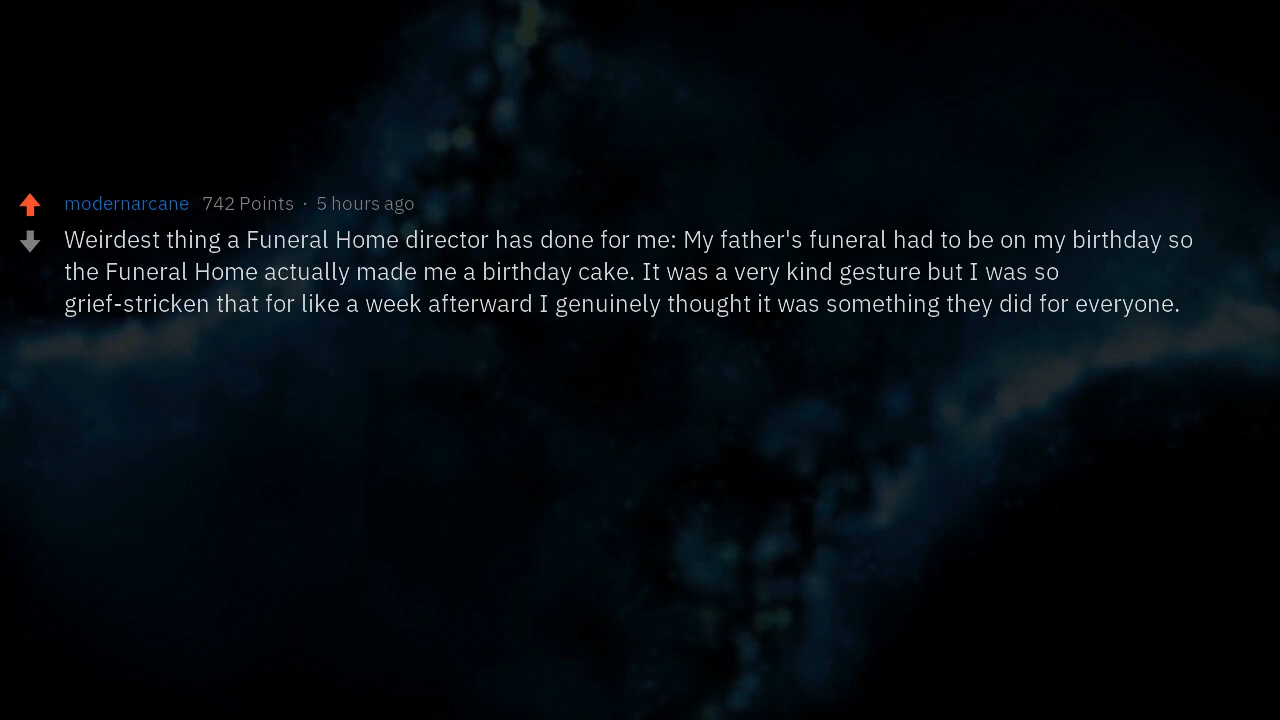 modernarcane 742 Points · 5 hours ago
Weirdest thing a Funeral Home director has done for me: My father's funeral had to be on my birthday so
the Funeral Home actually made me a birthday cake. It was a very kind gesture but I was so
grief-stricken that for like a week afterward I genuinely thought it was something they did for everyone.